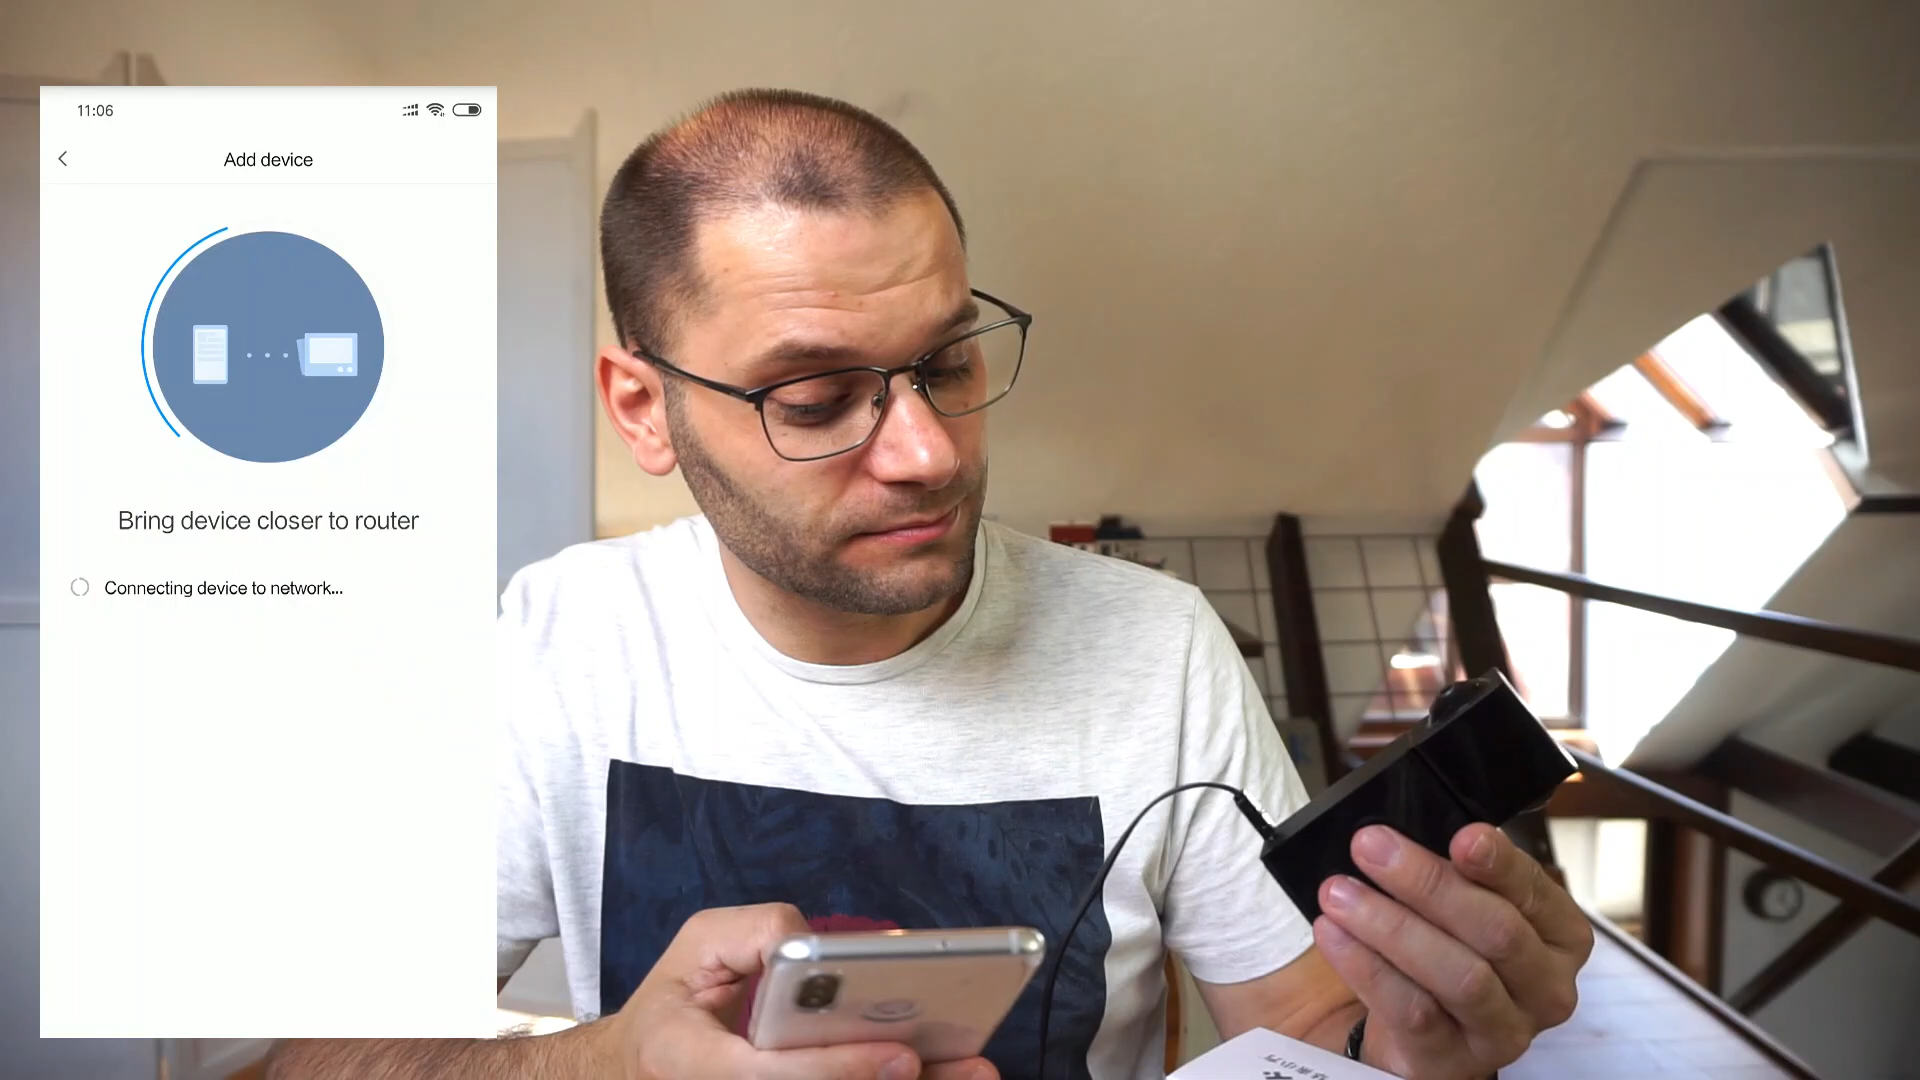 11:06
Add device
Bring device closer to router
Connecting device to network...